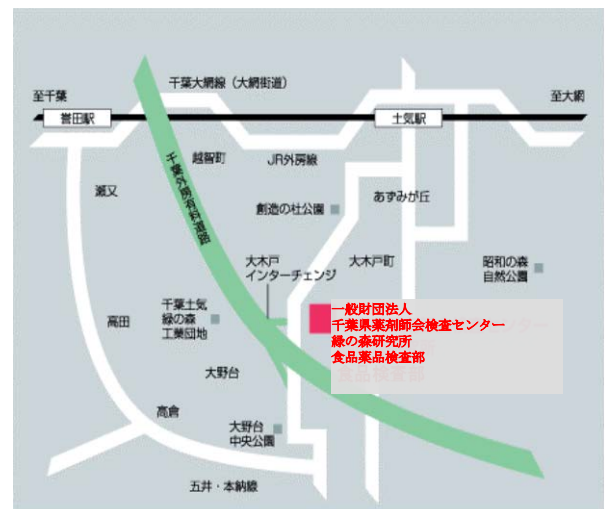 千葉大網線（大網街道）
至千葉
至大網
誉田駅
土気駅
越智町
JR外房線
千葉外房有料道路
瀬又
あずみが丘
創造の杜公園
大木戸
インターチェンジ
大木戸町
昭和の森
自然公園
千葉土気
緑の森
工業団地
一般財団法人
千葉県薬剤師会検査センター
緑の森研究所
食品薬品検査部
高田
大野台
高倉
大野台
中央公園
五井・本納線